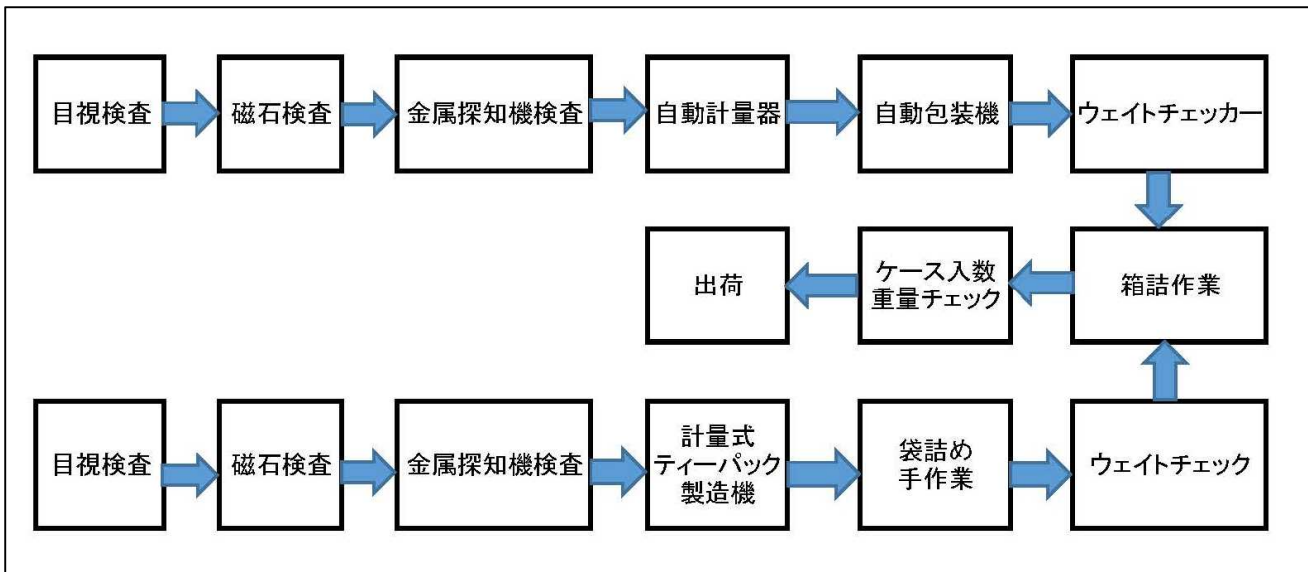 目視検査
磁石検査
金属探知機検査
自動計量器
自動包装機
ウェイトチェッカー
出荷
ケース入数
重量チェック
箱詰作業
目視検査
磁石検査
金属探知機検査
計量式
ティーパック
製造機
袋詰め
手作業
ウェイトチェック